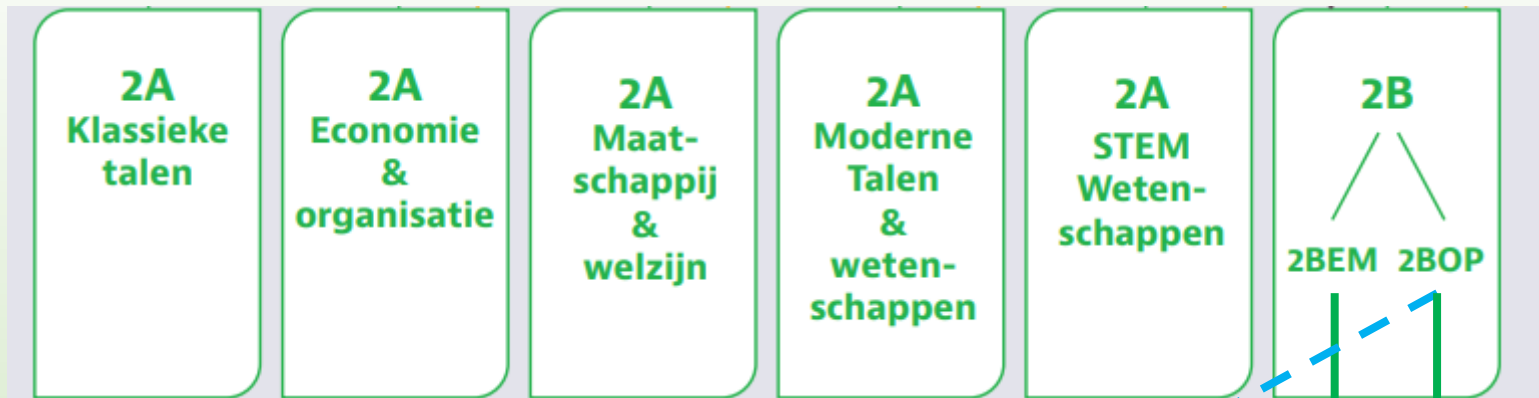 2A
Klassieke
talen
2A
Economie
&
organisatie
2A
Maat-
schappij
&
welzijn
2A
Moderne
Talen
&
weten-
schappen
2A
STEM
Weten-
schappen
2B
2BEM 2BOP